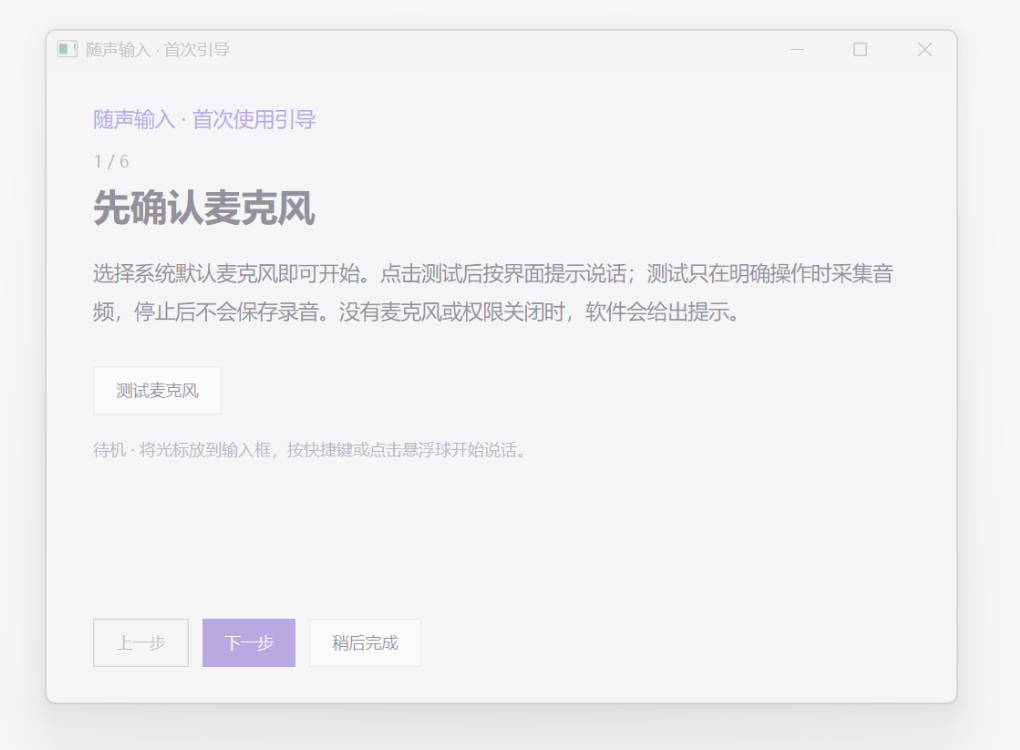 随声输入 · 首次引导
随声输入 · 首次使用引导
1 / 6
先确认麦克风
选择系统默认麦克风即可开始。点击测试后按界面提示说话；测试只在明确操作时采集音
频，停止后不会保存录音。没有麦克风或权限关闭时，软件会给出提示。
测试麦克风
待机 · 将光标放到输入框，按快捷键或点击悬浮球开始说话。
上一步 下一步 稍后完成